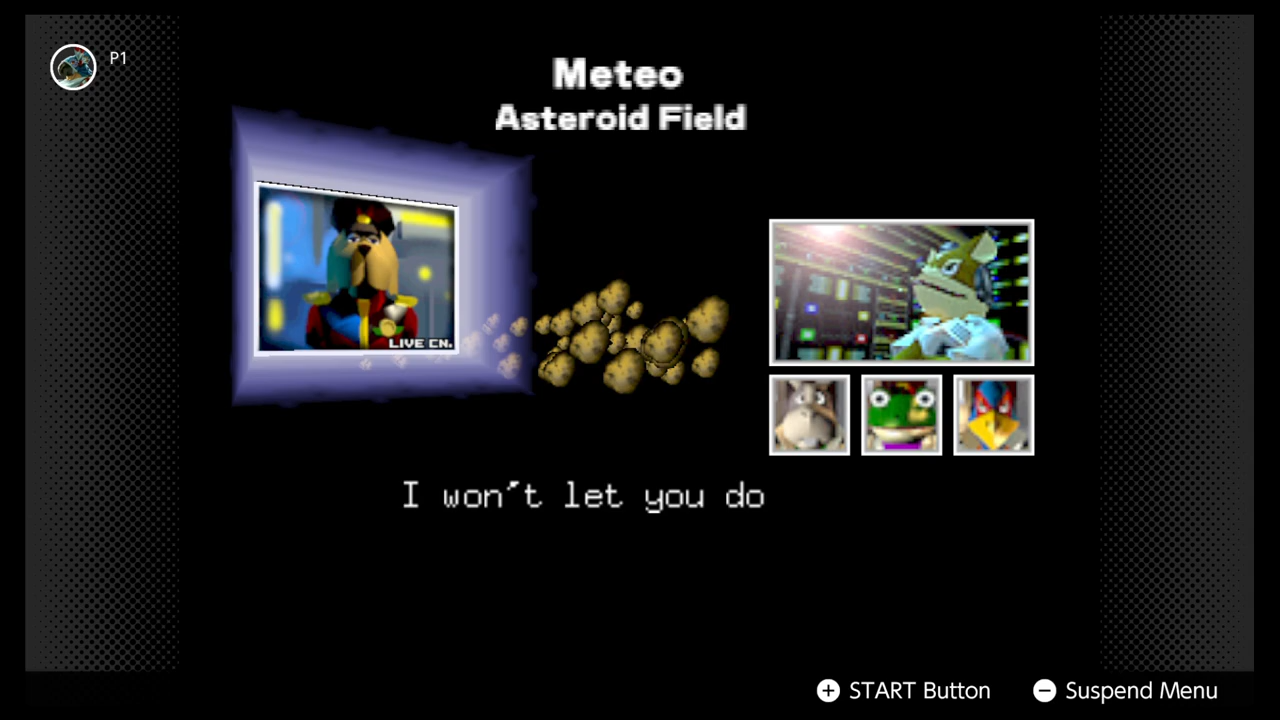 P1
Meteo
Asteroid Field
LIVE CN.
I won't let you do
START Button
Suspend Menu